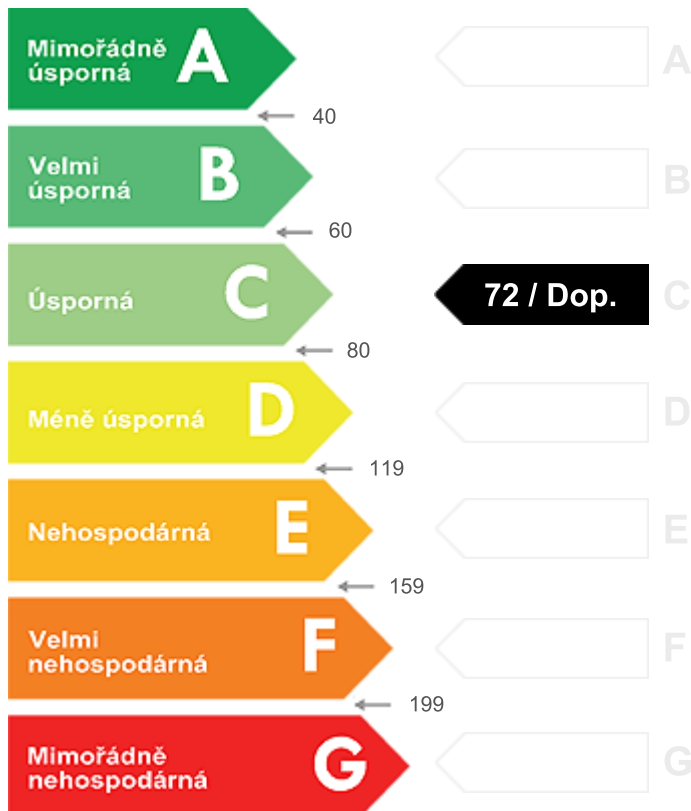 Mimořádně
úsporná
A
A
40
Velmi
úsporná
B
B
60
Úsporná
C
72 / Dop.
C
80
Méně úsporná
D
D
119
Nehospodárná
E
E
159
Velmi
nehospodárná
F
F
199
Mimořádně
nehospodárná
G
G